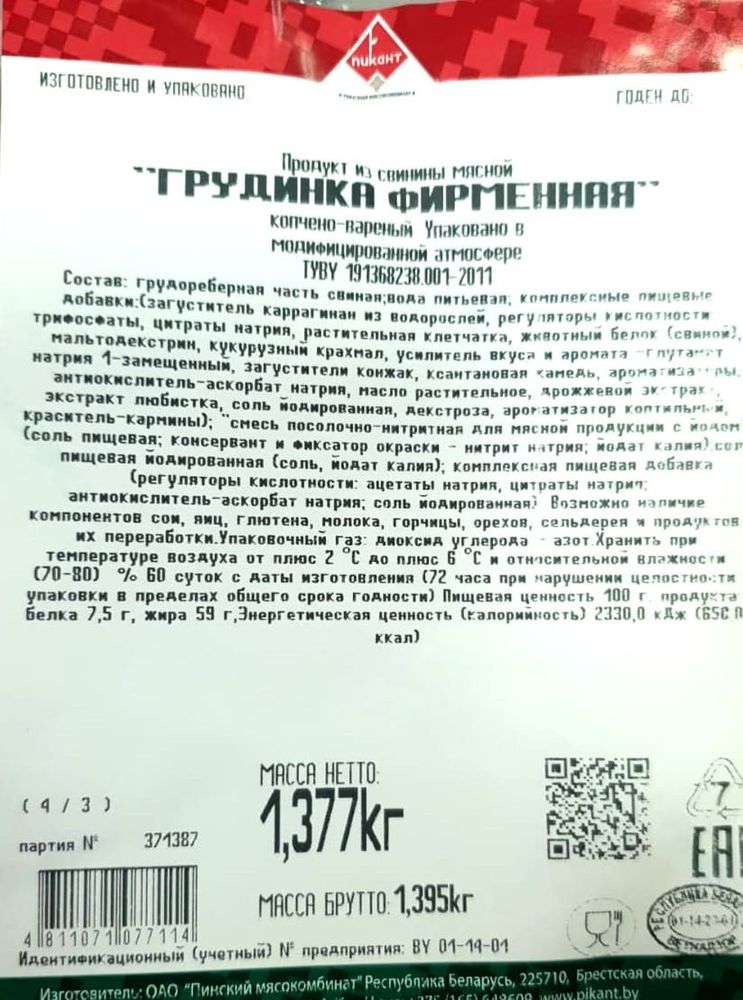 пикант
ИЗГОТОВЛЕНО И УПАКОВАНО
ГОДЕН ДО:
Продукт из свинины мясной
"ГРУДИНКА ФИРМЕННАЯ"
копчено-вареный Упаковано в
модифицированной атмосфере
ТУBY 191368238.001-2011
Состав: грудореберная часть свиная;вода питьевая; комплексные пищевые
добавки:(загуститель каррагинан из водорослей, регуляторы кислотности
трифосфаты, цитраты натрия, растительная клетчатка, животный белок (свиной),
мальтодекстрин, кукурузный крахмал, усилитель вкуса и аромата -глутамат
натрия 1-замещенный, загустители конжак, ксантановая камедь, ароматизаторы,
антиокислитель-аскорбат натрия, масло растительное, дрожжевой экстракт,
экстракт любистка, соль йодированная, декстроза, ароматизатор коптильный,
краситель-кармины); "смесь посолочно-нитритная для мясной продукции с йодом
(соль пищевая; консервант и фиксатор окраски - нитрит натрия; йодат калия);сол
пищевая йодированная (соль, йодат калия); комплексная пищевая добавка
(регуляторы кислотности: ацетаты натрия, цитраты натрия;
антиокислитель-аскорбат натрия; соль йодированная) Возможно наличие
компонентов сои, яиц, глютена, молока, горчицы, орехов, сельдерея и продуктов
их переработки.Упаковочный газ: диоксид углерода - азот.Хранить при
температуре воздуха от плюс 2 °С до плюс 6 °С и относительной влажности
(70-80) % 60 суток с даты изготовления (72 часа при нарушении целостности
упаковки в пределах общего срока годности) Пищевая ценность 100 г. продукта
белка 7,5 г, жира 59 г,Энергетическая ценность (калорийность) 2330,0 кДж
ккал)
МАССА НЕТТО:
1,377кг
( 4 / 3 )
партия № 371387
7
EAC
МАССА БРУТТО: 1,395кг
4 811071 077114
РЕСПУБЛИКА
Идентификационный (учетный) № предприятия: BY 01-14-01
Изготовитель: ОАО "Пинский мясокомбинат" Республика Беларусь, 225710, Брестская область,
www.pikant.by